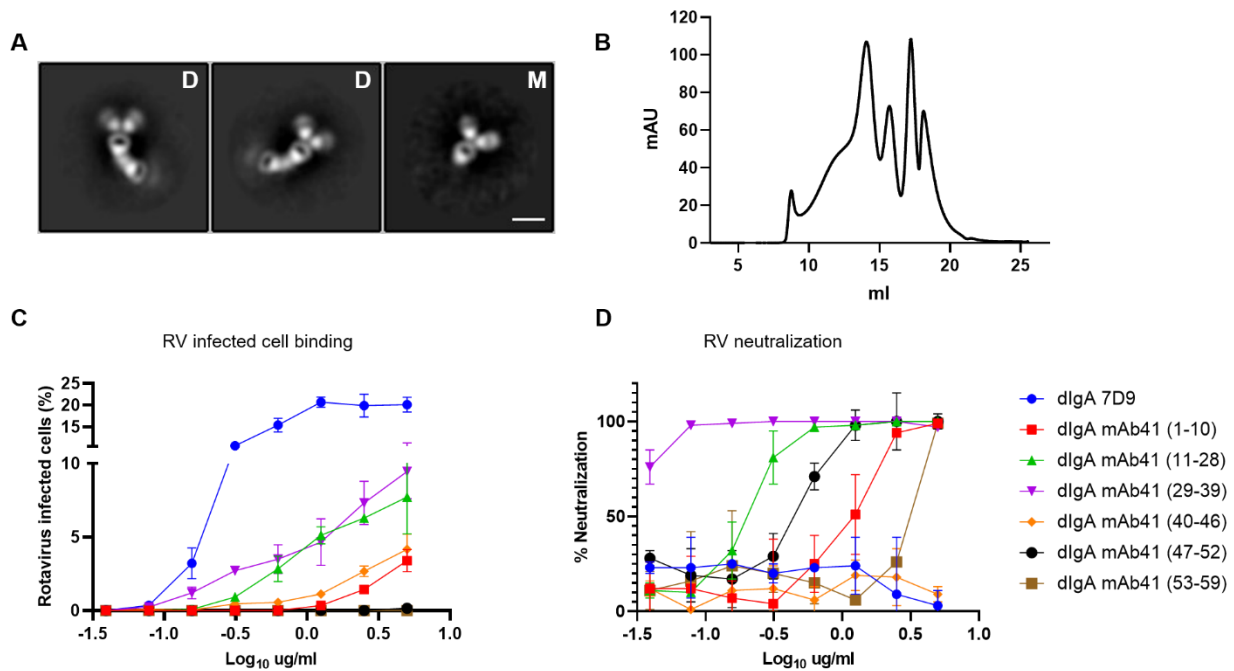 A
D
D
M
B
120
100
80
60
40
20
0
mAU
5
10
15
20
25
ml
C
RV infected cell binding
Rotavirus infected cells (%)
25
20
15
10
5
0
-1.5
-1.0
-0.5
0.0
0.5
1.0
Log10 ug/ml
D
RV neutralization
% Neutralization
100
50
0
-1.5
-1.0
-0.5
0.0
0.5
1.0
Log10 ug/ml
dIgA 7D9
dIgA mAb41 (1-10)
dIgA mAb41 (11-28)
dIgA mAb41 (29-39)
dIgA mAb41 (40-46)
dIgA mAb41 (47-52)
dIgA mAb41 (53-59)